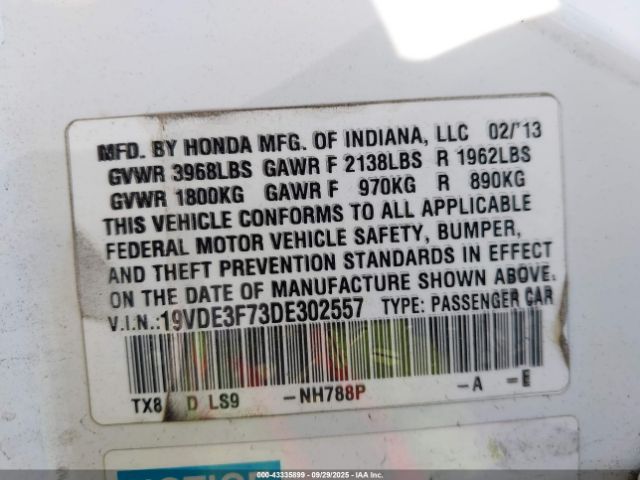 MFD. BY HONDA MFG. OF INDIANA, LLC 02/'13
GVWR 3968LBS GAWR F 2138LBS R 1962LBS
GVWR 1800KG GAWR F 970KG R 890KG
THIS VEHICLE CONFORMS TO ALL APPLICABLE
FEDERAL MOTOR VEHICLE SAFETY, BUMPER,
AND THEFT PREVENTION STANDARDS IN EFFECT
ON THE DATE OF MANUFACTURE SHOWN ABOVE.
V.I.N.:19VDE3F73DE302557 TYPE: PASSENGER CAR
TX8 D LS9 -NH788P -A -E
<<- 43335899 - 09/29/2025 - IAA ->>